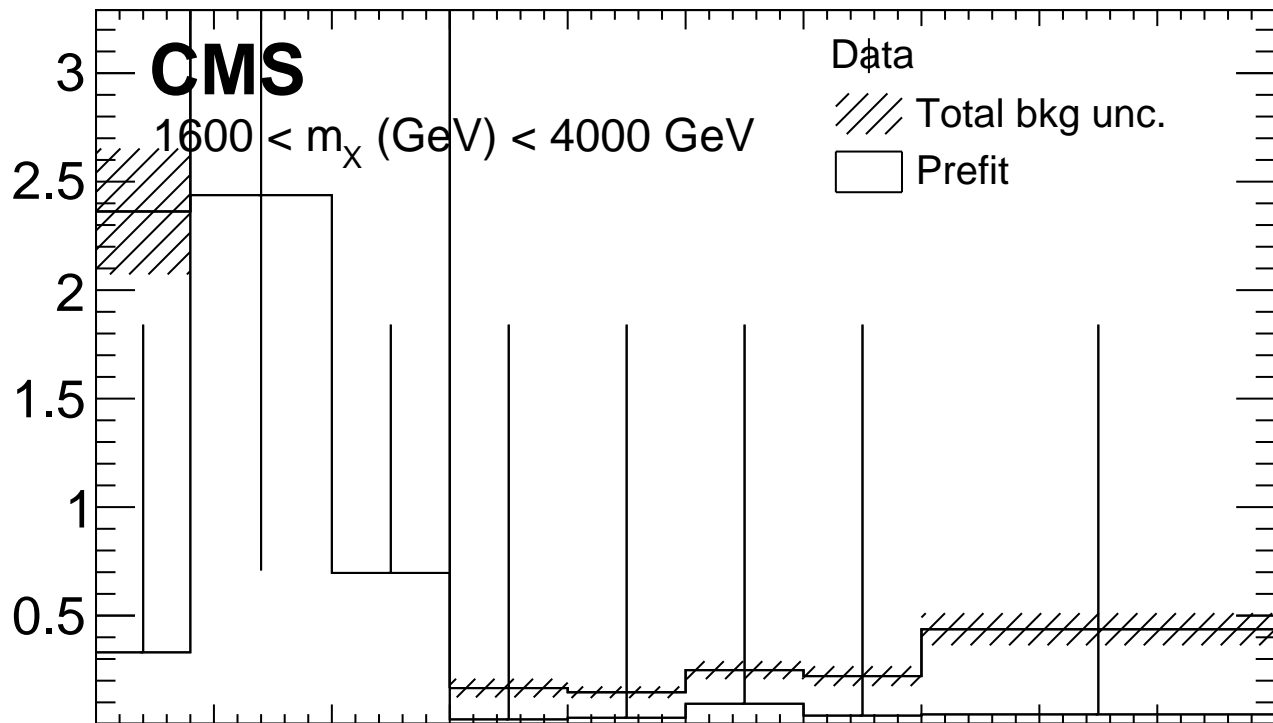 CMS
1600 < m_X (GeV) < 4000 GeV
Data
Total bkg unc.
Prefit
3
2.5
2
1.5
1
0.5